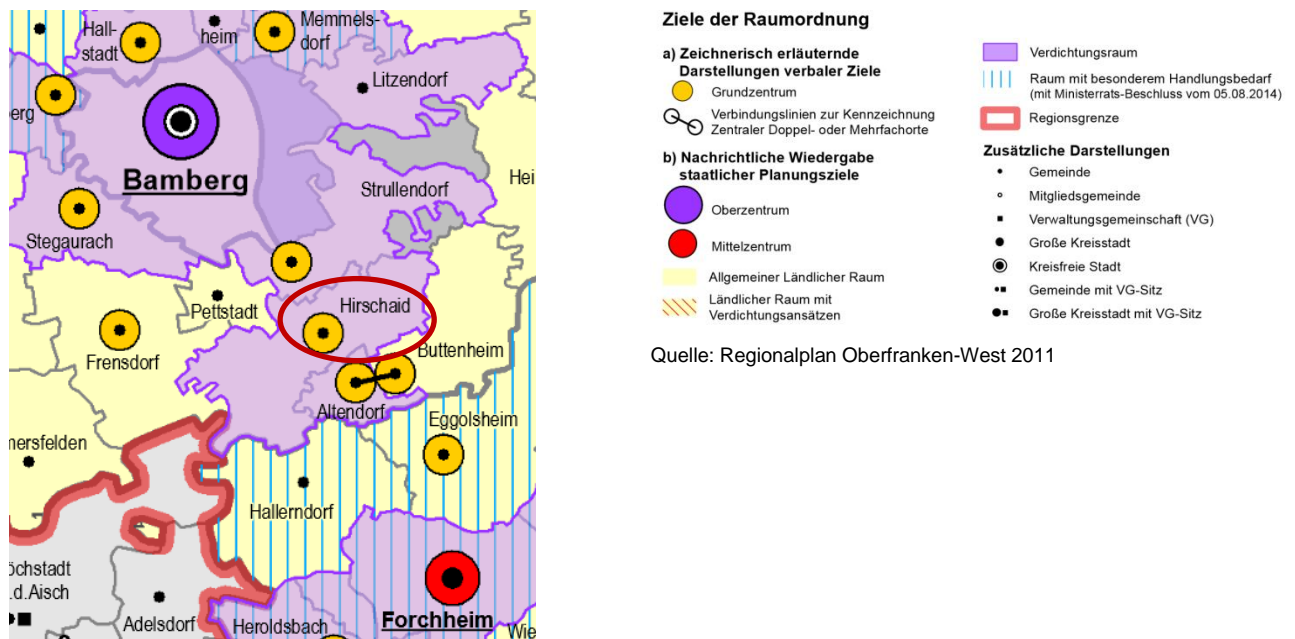 Hall-
stadt
heim
Memmels-
dorf
Litzendorf
berg
Bamberg
Strullendorf
Hei
Stegaurach
Pettstadt
Hirschaid
Frensdorf
Buttenheim
Altendorf
Eggolsheim
mersfelden
Hallerndorf
öchstadt
.d.Aisch
Adelsdorf
Heroldsbach
Forchheim
Wie
Ziele der Raumordnung
a) Zeichnerisch erläuternde
Darstellungen verbaler Ziele
Grundzentrum
Verbindungslinien zur Kennzeichnung
Zentraler Doppel- oder Mehrfachorte
b) Nachrichtliche Wiedergabe
staatlicher Planungsziele
Oberzentrum
Mittelzentrum
Allgemeiner Ländlicher Raum
Ländlicher Raum mit
Verdichtungsansätzen
Verdichtungsraum
Raum mit besonderem Handlungsbedarf
(mit Ministerrats-Beschluss vom 05.08.2014)
Regionsgrenze
Zusätzliche Darstellungen
Gemeinde
Mitgliedsgemeinde
Verwaltungsgemeinschaft (VG)
Große Kreisstadt
Kreisfreie Stadt
Gemeinde mit VG-Sitz
Große Kreisstadt mit VG-Sitz
Quelle: Regionalplan Oberfranken-West 2011